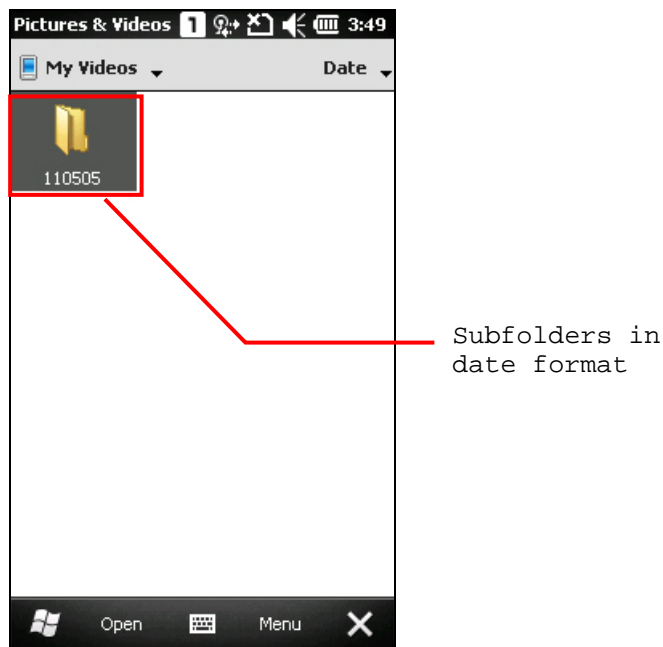 Pictures & Videos 1 3:49
My Videos Date
110505
Subfolders in
date format
Open Menu